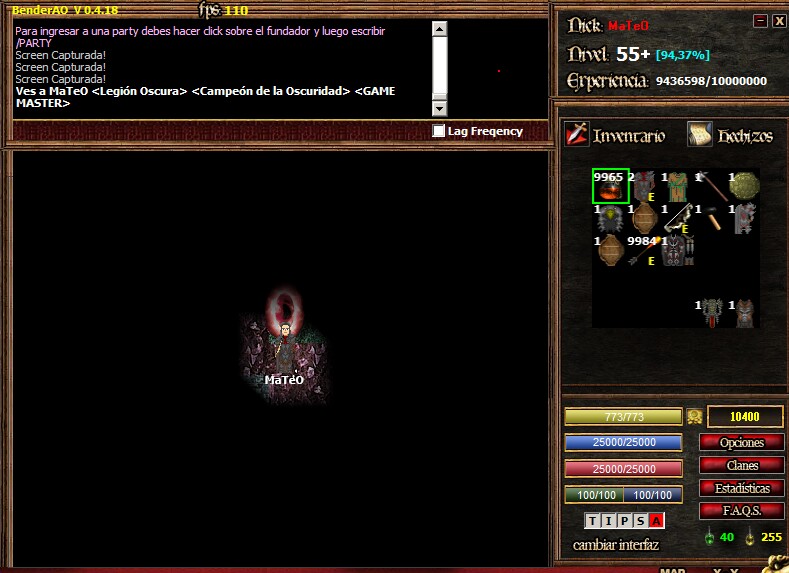 BenderAO V 0.4.18
fps 110
Para ingresar a una party debes hacer click sobre el fundador y luego escribir
/PARTY
Screen Capturada!
Screen Capturada!
Screen Capturada!
Ves a MaTeO <Legión Oscura> <Campeón de la Oscuridad> <GAME
MASTER>
Lag Freqency
MaTeO
Nick: MaTeO
Nivel: 55+ [94,37%]
Experiencia: 9436598/10000000
Inventario Hechizos
9965 2 1 1 1
E
1 1 1 1 1
E
1 9984 1
E
1 1
773/773 10400
25000/25000 Opciones
25000/25000 Clanes
100/100 100/100 Estadísticas
F.A.Q.S.
T I P S A
40 255
cambiar interfaz
MAP X Y